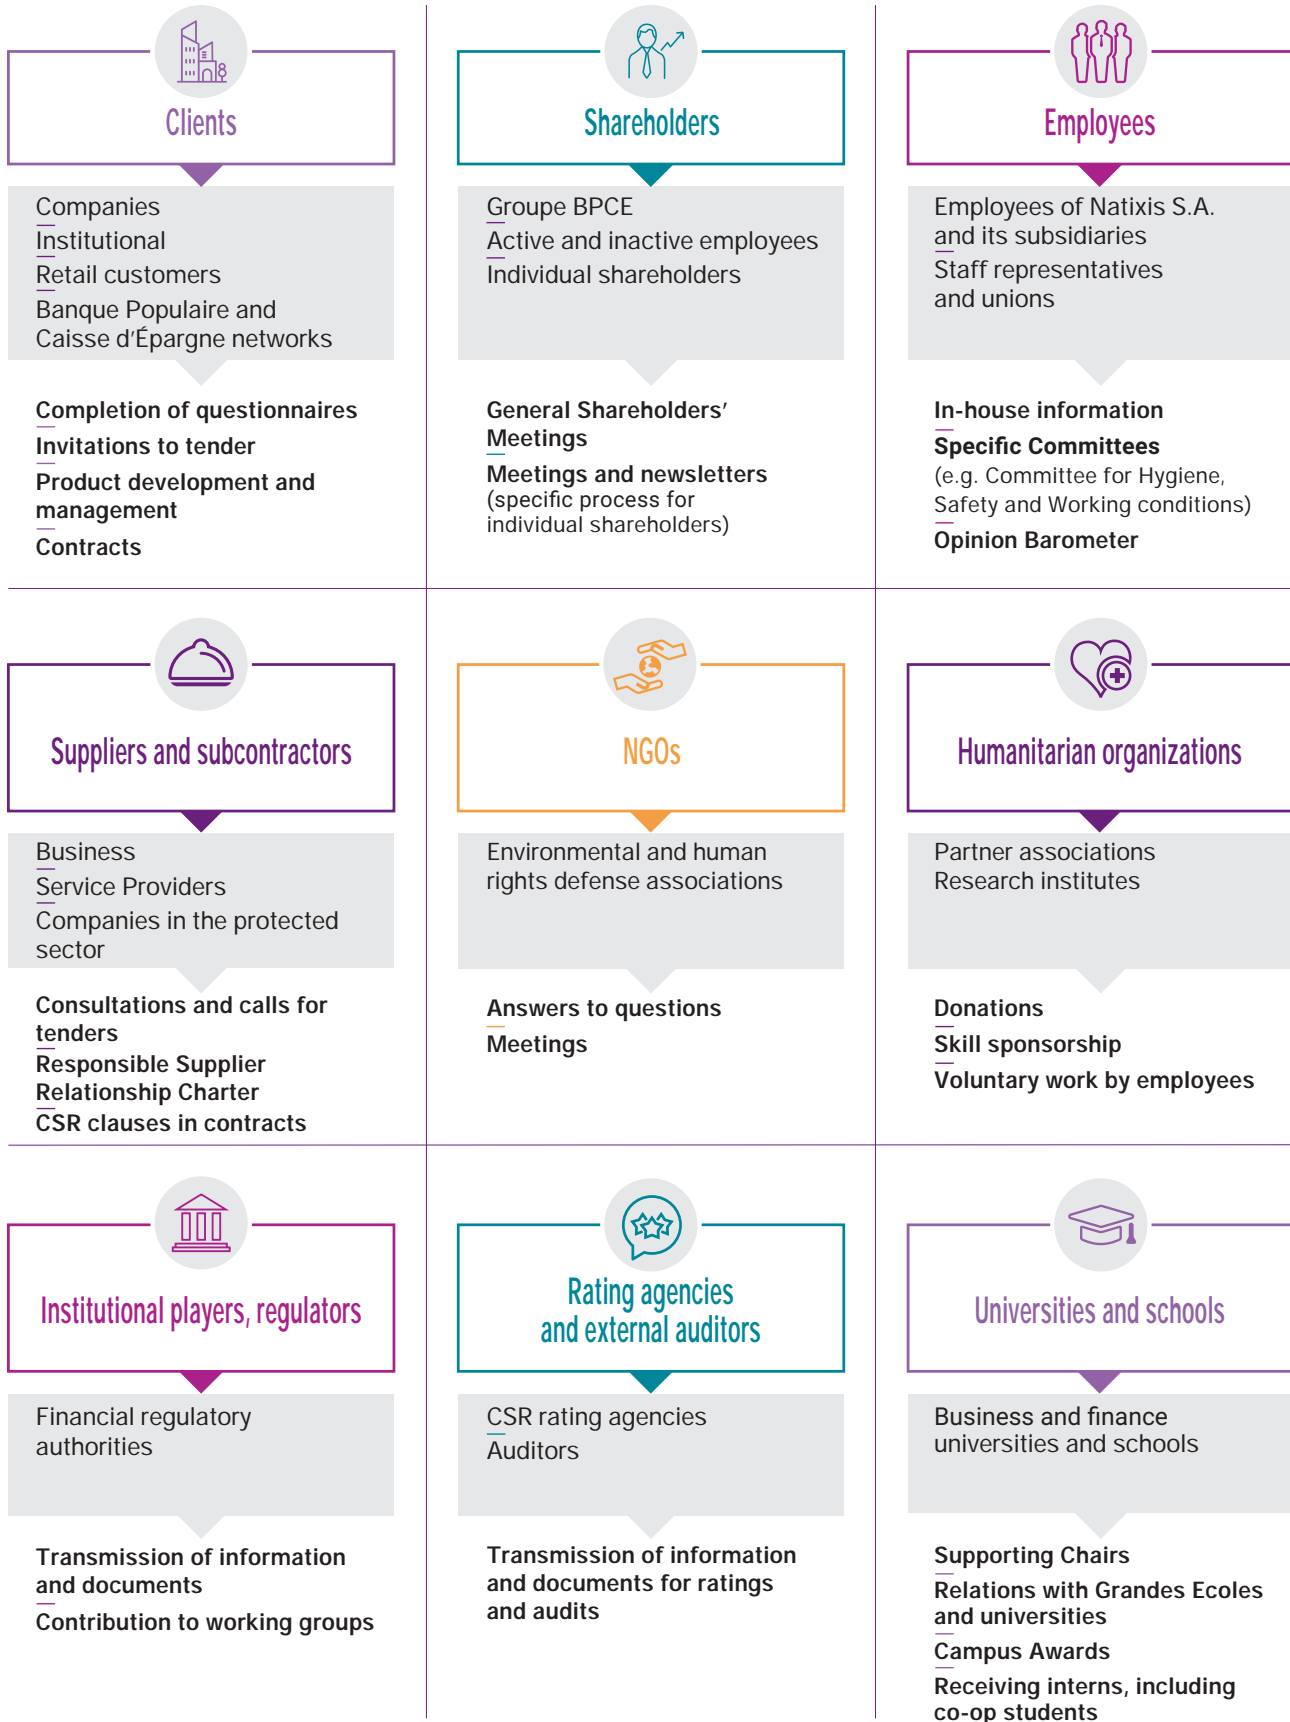 Clients
Companies
Institutional
Retail customers
Banque Populaire and
Caisse d'Épargne networks
Completion of questionnaires
Invitations to tender
Product development and
management
Contracts
Shareholders
Groupe BPCE
Active and inactive employees
Individual shareholders
General Shareholders'
Meetings
Meetings and newsletters
(specific process for
individual shareholders)
Employees
Employees of Natixis S.A.
and its subsidiaries
Staff representatives
and unions
In-house information
Specific Committees
(e.g. Committee for Hygiene,
Safety and Working conditions)
Opinion Barometer
Suppliers and subcontractors
Business
Service Providers
Companies in the protected
sector
Consultations and calls for
tenders
Responsible Supplier
Relationship Charter
CSR clauses in contracts
NGOs
Environmental and human
rights defense associations
Answers to questions
Meetings
Humanitarian organizations
Partner associations
Research institutes
Donations
Skill sponsorship
Voluntary work by employees
Institutional players, regulators
Financial regulatory
authorities
Transmission of information
and documents
Contribution to working groups
Rating agencies
and external auditors
CSR rating agencies
Auditors
Transmission of information
and documents for ratings
and audits
Universities and schools
Business and finance
universities and schools
Supporting Chairs
Relations with Grandes Ecoles
and universities
Campus Awards
Receiving interns, including
co-op students